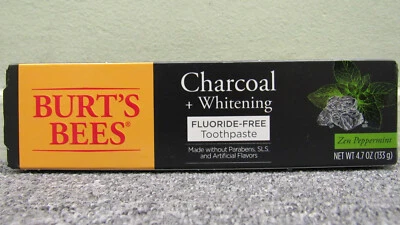 BURT'S
BEES®
Charcoal
+ Whitening
FLUORIDE-FREE
Toothpaste
Made without Parabens, SLS
and Artificial Flavors
Zen Peppermint
NET WT 4.7 OZ (133 g)